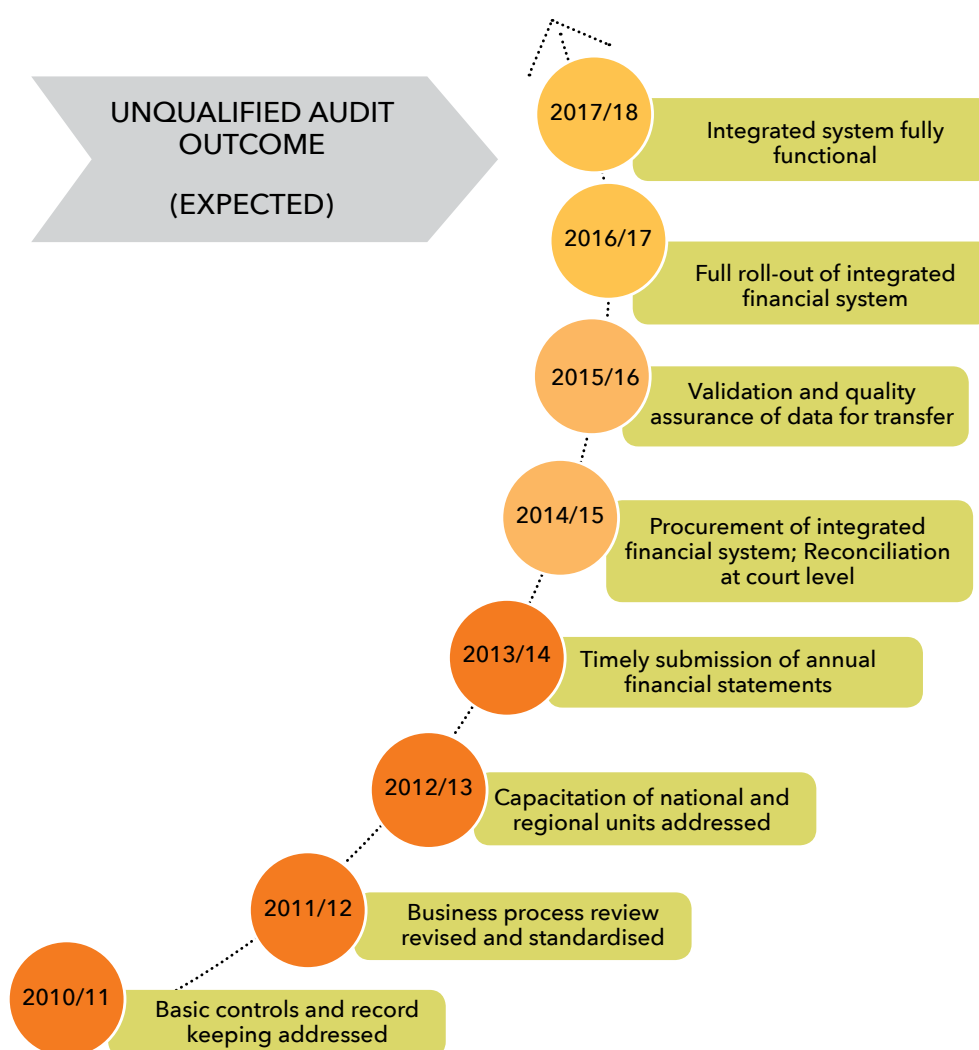 UNQUALIFIED AUDIT
OUTCOME
(EXPECTED)
2017/18
Integrated system fully
functional
2016/17
Full roll-out of integrated
financial system
2015/16
Validation and quality
assurance of data for transfer
2014/15
Procurement of integrated
financial system; Reconciliation
at court level
2013/14
Timely submission of annual
financial statements
2012/13
Capacitation of national and
regional units addressed
2011/12
Business process review
revised and standardised
2010/11
Basic controls and record
keeping addressed